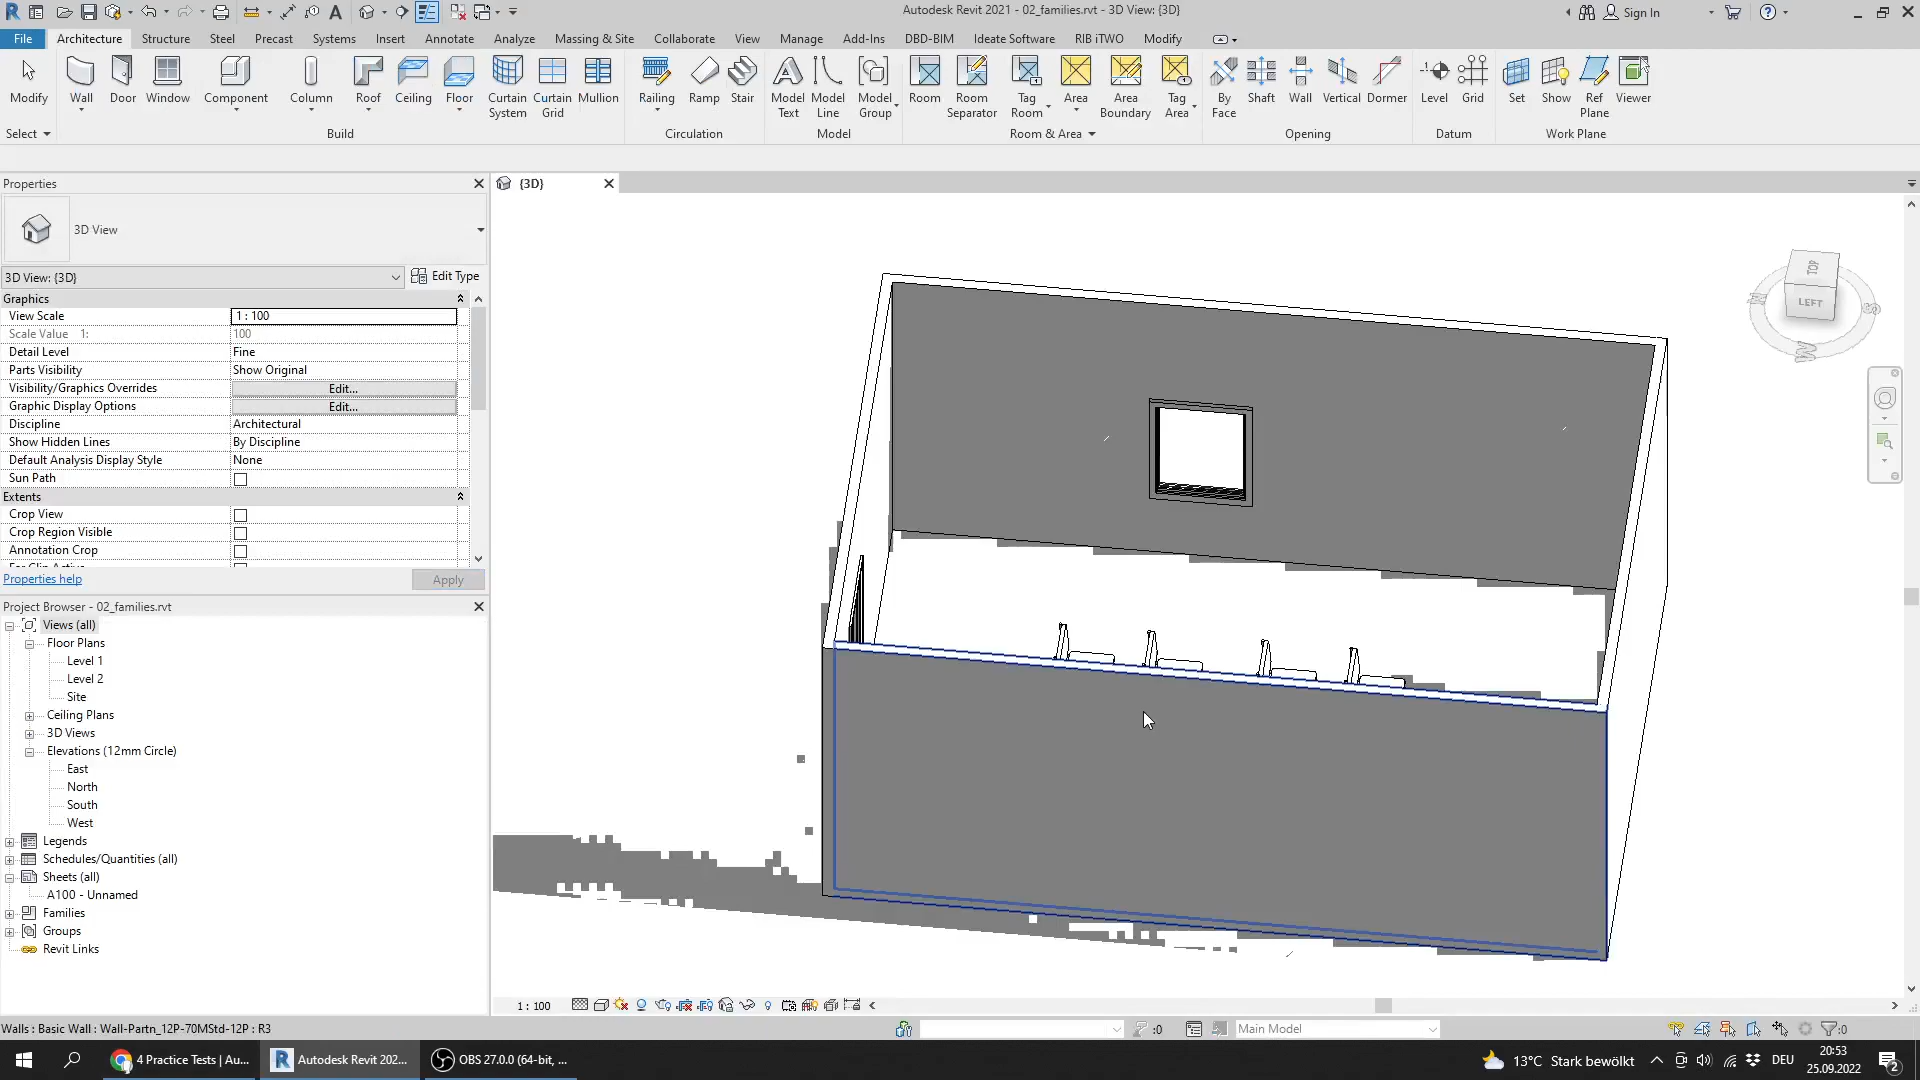 Autodesk Revit 2021 - 02_families.rvt - 3D View: {3D}
Sign In
File Architecture Structure Steel Precast Systems Insert Annotate Analyze Massing & Site Collaborate View Manage Add-Ins DBD-BIM Ideate Software RIB iTWO Modify
Modify Wall Door Window Component Column Roof Ceiling Floor Curtain System Curtain Grid Mullion Railing Ramp Stair Model Text Model Line Model Group Room Room Separator Tag Room Area Area Boundary Tag Area By Face Shaft Wall Vertical Dormer Level Grid Set Show Ref Plane Viewer
Select Build Circulation Model Room & Area Opening Datum Work Plane
Properties
{3D}
3D View
3D View: {3D} Edit Type
Graphics
View Scale 1 : 100
Scale Value 1: 100
Detail Level Fine
Parts Visibility Show Original
Visibility/Graphics Overrides Edit...
Graphic Display Options Edit...
Discipline Architectural
Show Hidden Lines By Discipline
Default Analysis Display Style None
Sun Path
Extents
Crop View
Crop Region Visible
Annotation Crop
Properties help Apply
Project Browser - 02_families.rvt
Views (all)
Floor Plans
Level 1
Level 2
Site
Ceiling Plans
3D Views
Elevations (12mm Circle)
East
North
South
West
Legends
Schedules/Quantities (all)
Sheets (all)
A100 - Unnamed
Families
Groups
Revit Links
TOP
LEFT
1 : 100
Walls : Basic Wall : Wall-Partn_12P-70MStd-12P : R3
:0
Main Model
:0
4 Practice Tests | Au...
Autodesk Revit 202...
OBS 27.0.0 (64-bit, ...
13°C Stark bewölkt
DEU
20:53
25.09.2022
2